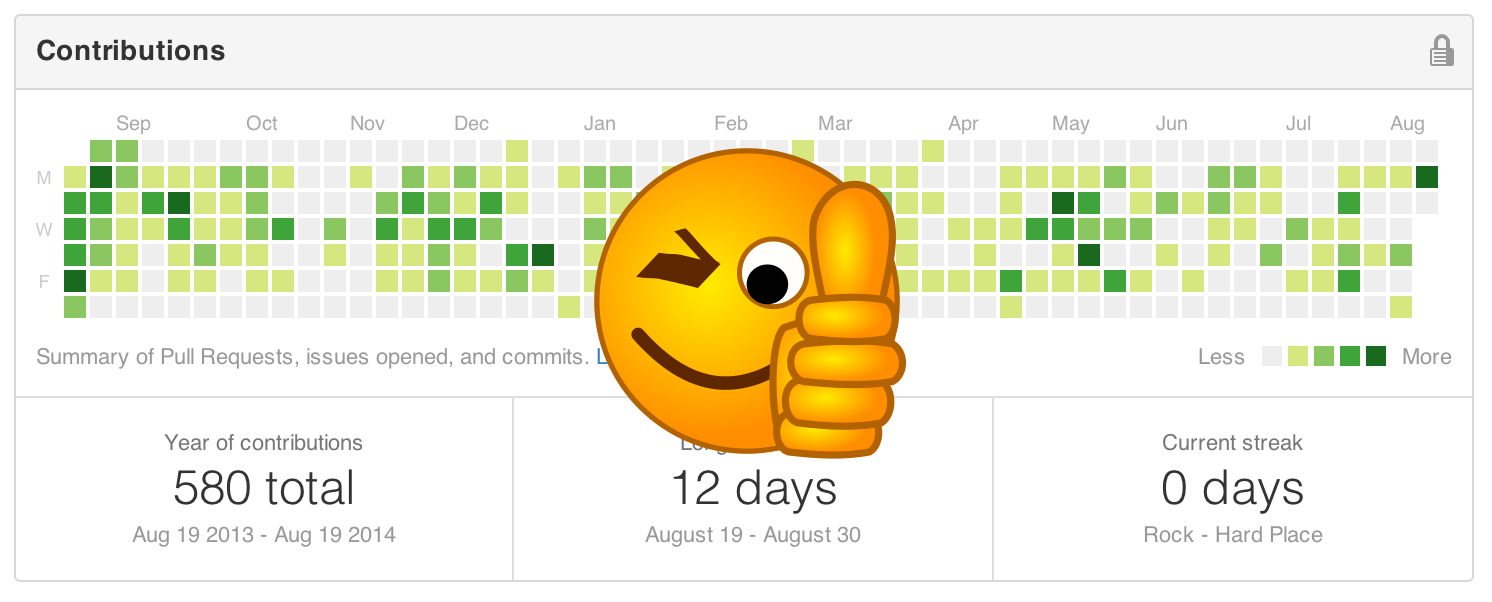 Contributions
Sep Oct Nov Dec Jan Feb Mar Apr May Jun Jul Aug
M
W
F
Summary of Pull Requests, issues opened, and commits.
Less More
Year of contributions
580 total
Aug 19 2013 - Aug 19 2014
12 days
August 19 - August 30
Current streak
0 days
Rock - Hard Place